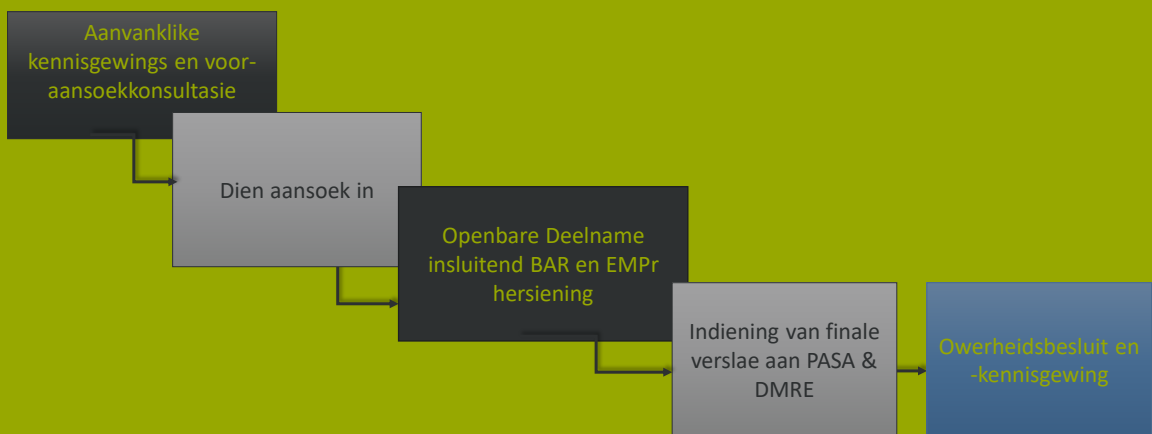 Aanvanklike
kennisgewings en voor-
aansoekkonsultasie
Dien aansoek in
Openbare Deelname
insluitend BAR en EMPr
hersiening
Indiening van finale
verslae aan PASA &
DMRE
Owerheidsbesluit en
-kennisgewing